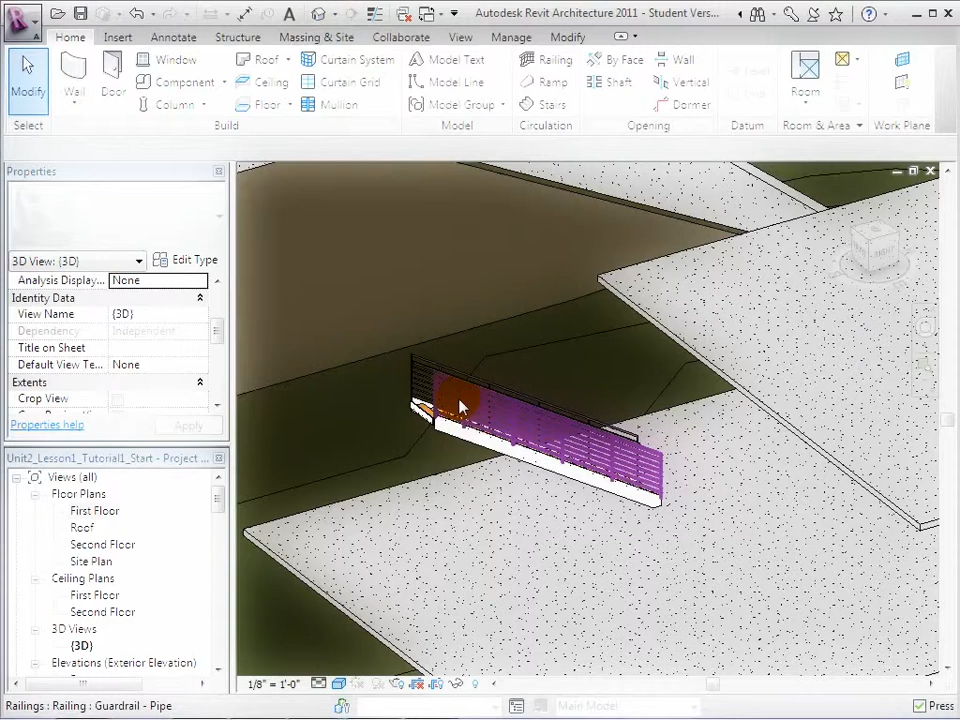 Autodesk Revit Architecture 2011 - Student Vers...
Home Insert Annotate Structure Massing & Site Collaborate View Manage Modify
Modify
Wall
Door
Window
Component
Column
Roof
Ceiling
Floor
Curtain System
Curtain Grid
Mullion
Model Text
Model Line
Model Group
Railing
Ramp
Stairs
By Face
Shaft
Wall
Vertical
Dormer
Room
Select Build Model Circulation Opening Datum Room & Area Work Plane
Properties
3D View: {3D} Edit Type
Analysis Display... None
Identity Data
View Name {3D}
Dependency Independent
Title on Sheet
Default View Te... None
Extents
Crop View
Properties help Apply
Unit2_Lesson1_Tutorial1_Start - Project ...
Views (all)
Floor Plans
First Floor
Roof
Second Floor
Site Plan
Ceiling Plans
First Floor
Second Floor
3D Views
{3D}
Elevations (Exterior Elevation)
1/8" = 1'-0"
Railings : Railing : Guardrail - Pipe
Main Model
Press